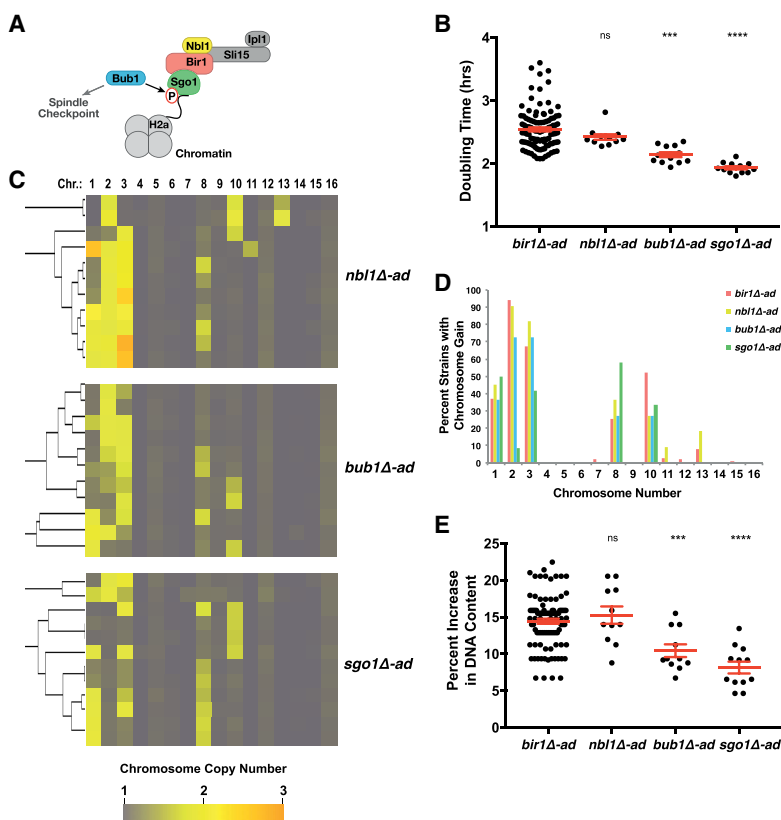 A
Nbl1
Ipl1
Sli15
Bir1
Bub1
Sgo1
P
Spindle
Checkpoint
H2a
Chromatin
B
ns *** ****
Doubling Time (hrs)
4
3
2
1
bir1Δ-ad nbl1Δ-ad bub1Δ-ad sgo1Δ-ad
C
Chr.: 1 2 3 4 5 6 7 8 9 10 11 12 13 14 15 16
nbl1Δ-ad
bub1Δ-ad
sgo1Δ-ad
Chromosome Copy Number
1 2 3
D
Percent Strains with
Chromosome Gain
100
90
80
70
60
50
40
30
20
10
0
1 2 3 4 5 6 7 8 9 10 11 12 13 14 15 16
Chromosome Number
bir1Δ-ad
nbl1Δ-ad
bub1Δ-ad
sgo1Δ-ad
E
ns *** ****
Percent Increase
in DNA Content
25
20
15
10
5
0
bir1Δ-ad nbl1Δ-ad bub1Δ-ad sgo1Δ-ad